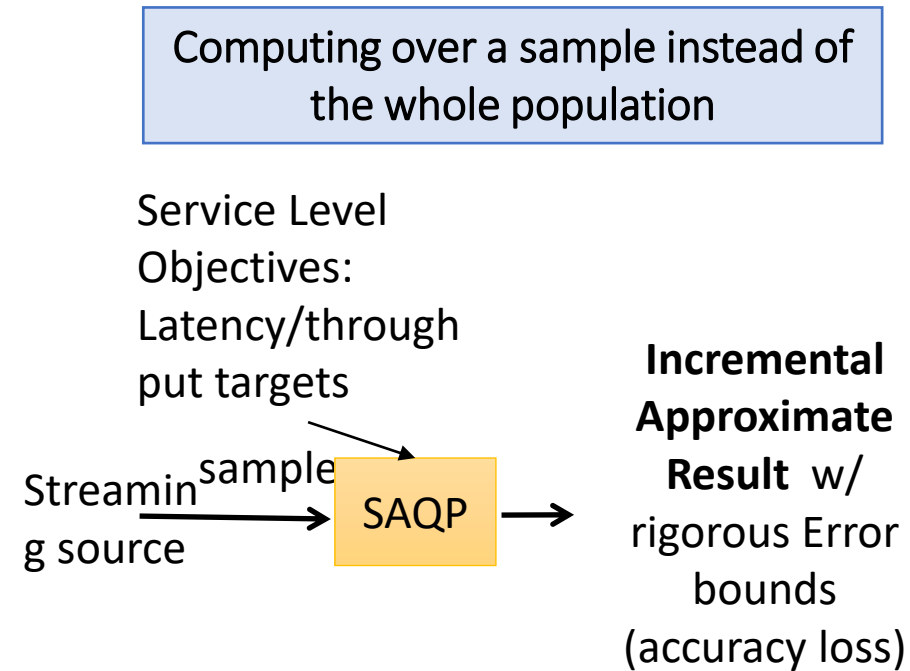 Computing over a sample instead of
the whole population
Service Level
Objectives:
Latency/through
put targets
Streamin
g source
sample
SAQP
Incremental
Approximate
Result w/
rigorous Error
bounds
(accuracy loss)